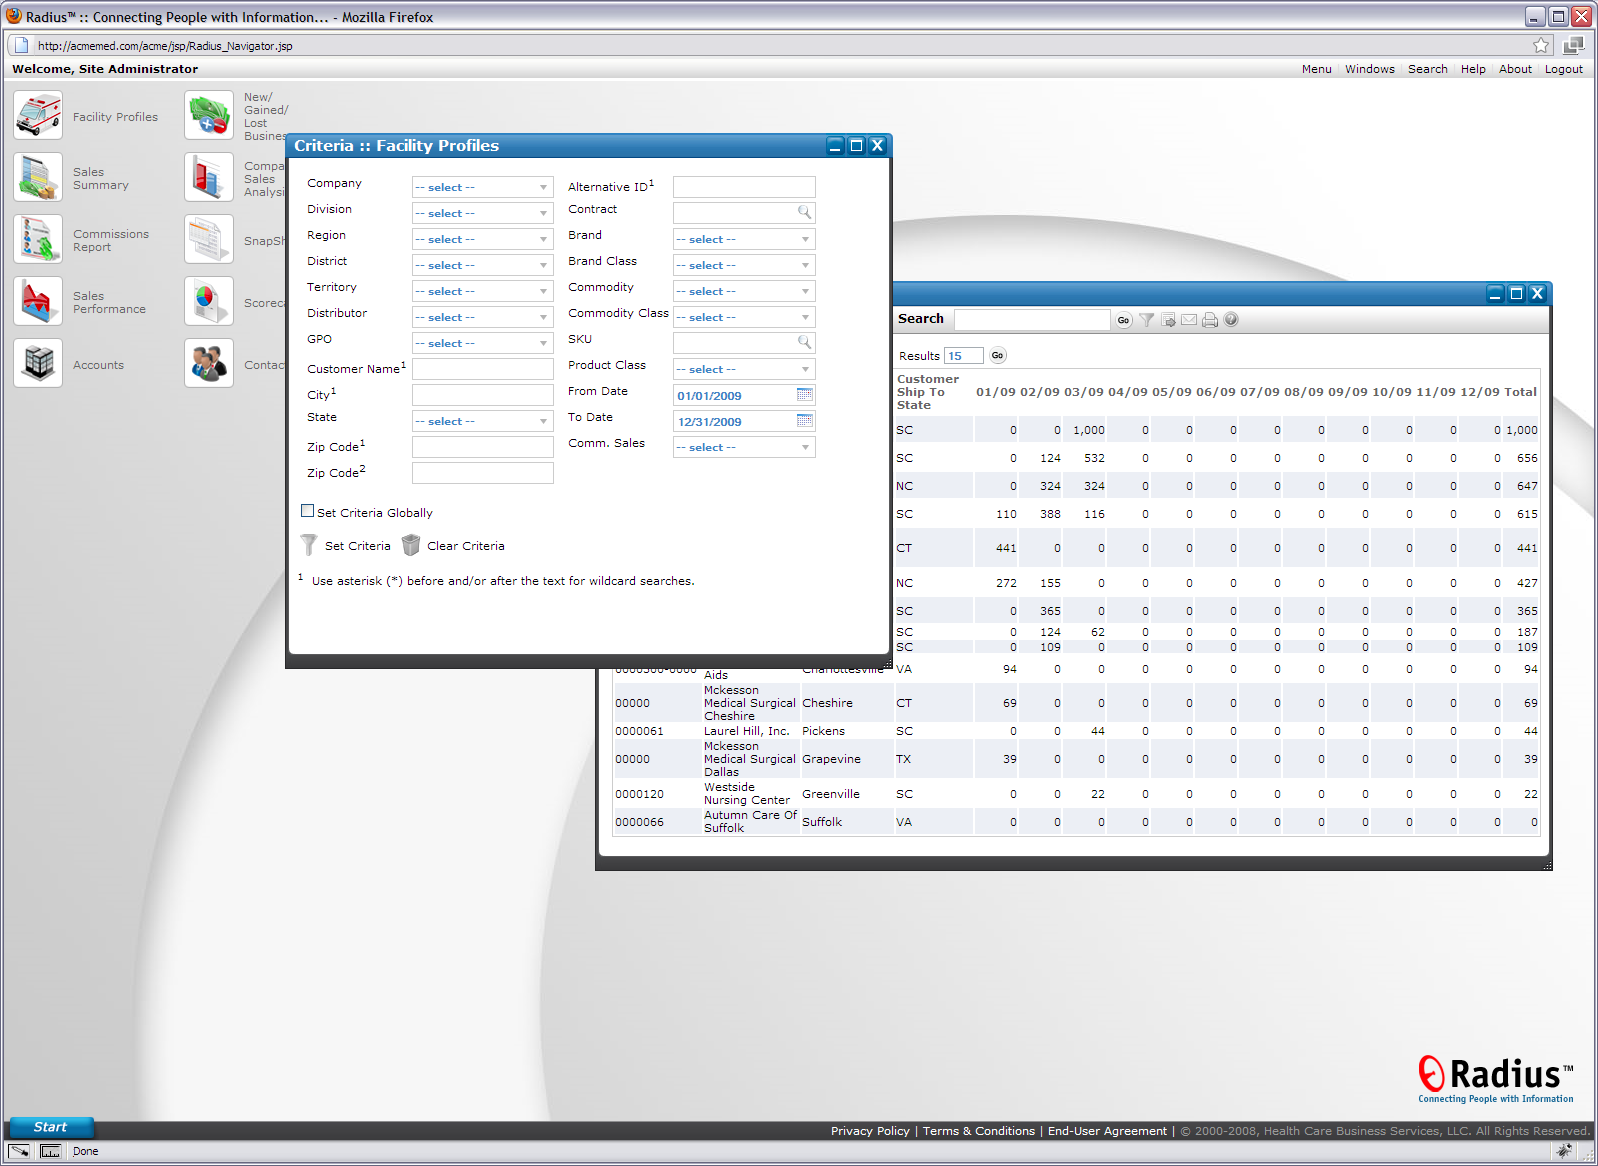 Radius™ :: Connecting People with Information... - Mozilla Firefox
http://acmemed.com/acme/jsp/Radius_Navigator.jsp
Welcome, Site Administrator
Menu Windows Search Help About Logout
Facility Profiles
New/
Gained/
Lost
Busines
Sales
Summary
Compa
Sales
Analysi
Commissions
Report
SnapSh
Sales
Performance
Scoreca
Accounts
Contac
Criteria :: Facility Profiles
Company -- select -- Alternative ID1
Division -- select -- Contract
Region -- select -- Brand -- select --
District -- select -- Brand Class -- select --
Territory -- select -- Commodity -- select --
Distributor -- select -- Commodity Class -- select --
GPO -- select -- SKU
Customer Name1 Product Class -- select --
City1 From Date 01/01/2009
State -- select -- To Date 12/31/2009
Zip Code1 Comm. Sales -- select --
Zip Code2
Set Criteria Globally
Set Criteria Clear Criteria
1 Use asterisk (*) before and/or after the text for wildcard searches.
Search Go
Results 15 Go
Customer
Ship To
State
01/09 02/09 03/09 04/09 05/09 06/09 07/09 08/09 09/09 10/09 11/09 12/09 Total
SC 0 0 1,000 0 0 0 0 0 0 0 0 0 1,000
SC 0 124 532 0 0 0 0 0 0 0 0 0 656
NC 0 324 324 0 0 0 0 0 0 0 0 0 647
SC 110 388 116 0 0 0 0 0 0 0 0 0 615
CT 441 0 0 0 0 0 0 0 0 0 0 0 441
NC 272 155 0 0 0 0 0 0 0 0 0 0 427
SC 0 365 0 0 0 0 0 0 0 0 0 0 365
SC 0 124 62 0 0 0 0 0 0 0 0 0 187
SC 0 109 0 0 0 0 0 0 0 0 0 0 109
Aids Charlottesville VA 94 0 0 0 0 0 0 0 0 0 0 0 94
00000 Mckesson Medical Surgical Cheshire Cheshire CT 69 0 0 0 0 0 0 0 0 0 0 0 69
0000061 Laurel Hill, Inc. Pickens SC 0 0 44 0 0 0 0 0 0 0 0 0 44
00000 Mckesson Medical Surgical Dallas Grapevine TX 39 0 0 0 0 0 0 0 0 0 0 0 39
0000120 Westside Nursing Center Greenville SC 0 0 22 0 0 0 0 0 0 0 0 0 22
0000066 Autumn Care Of Suffolk Suffolk VA 0 0 0 0 0 0 0 0 0 0 0 0 0
Radius™
Connecting People with Information
Start
Privacy Policy | Terms & Conditions | End-User Agreement | © 2000-2008, Health Care Business Services, LLC. All Rights Reserved.
Done